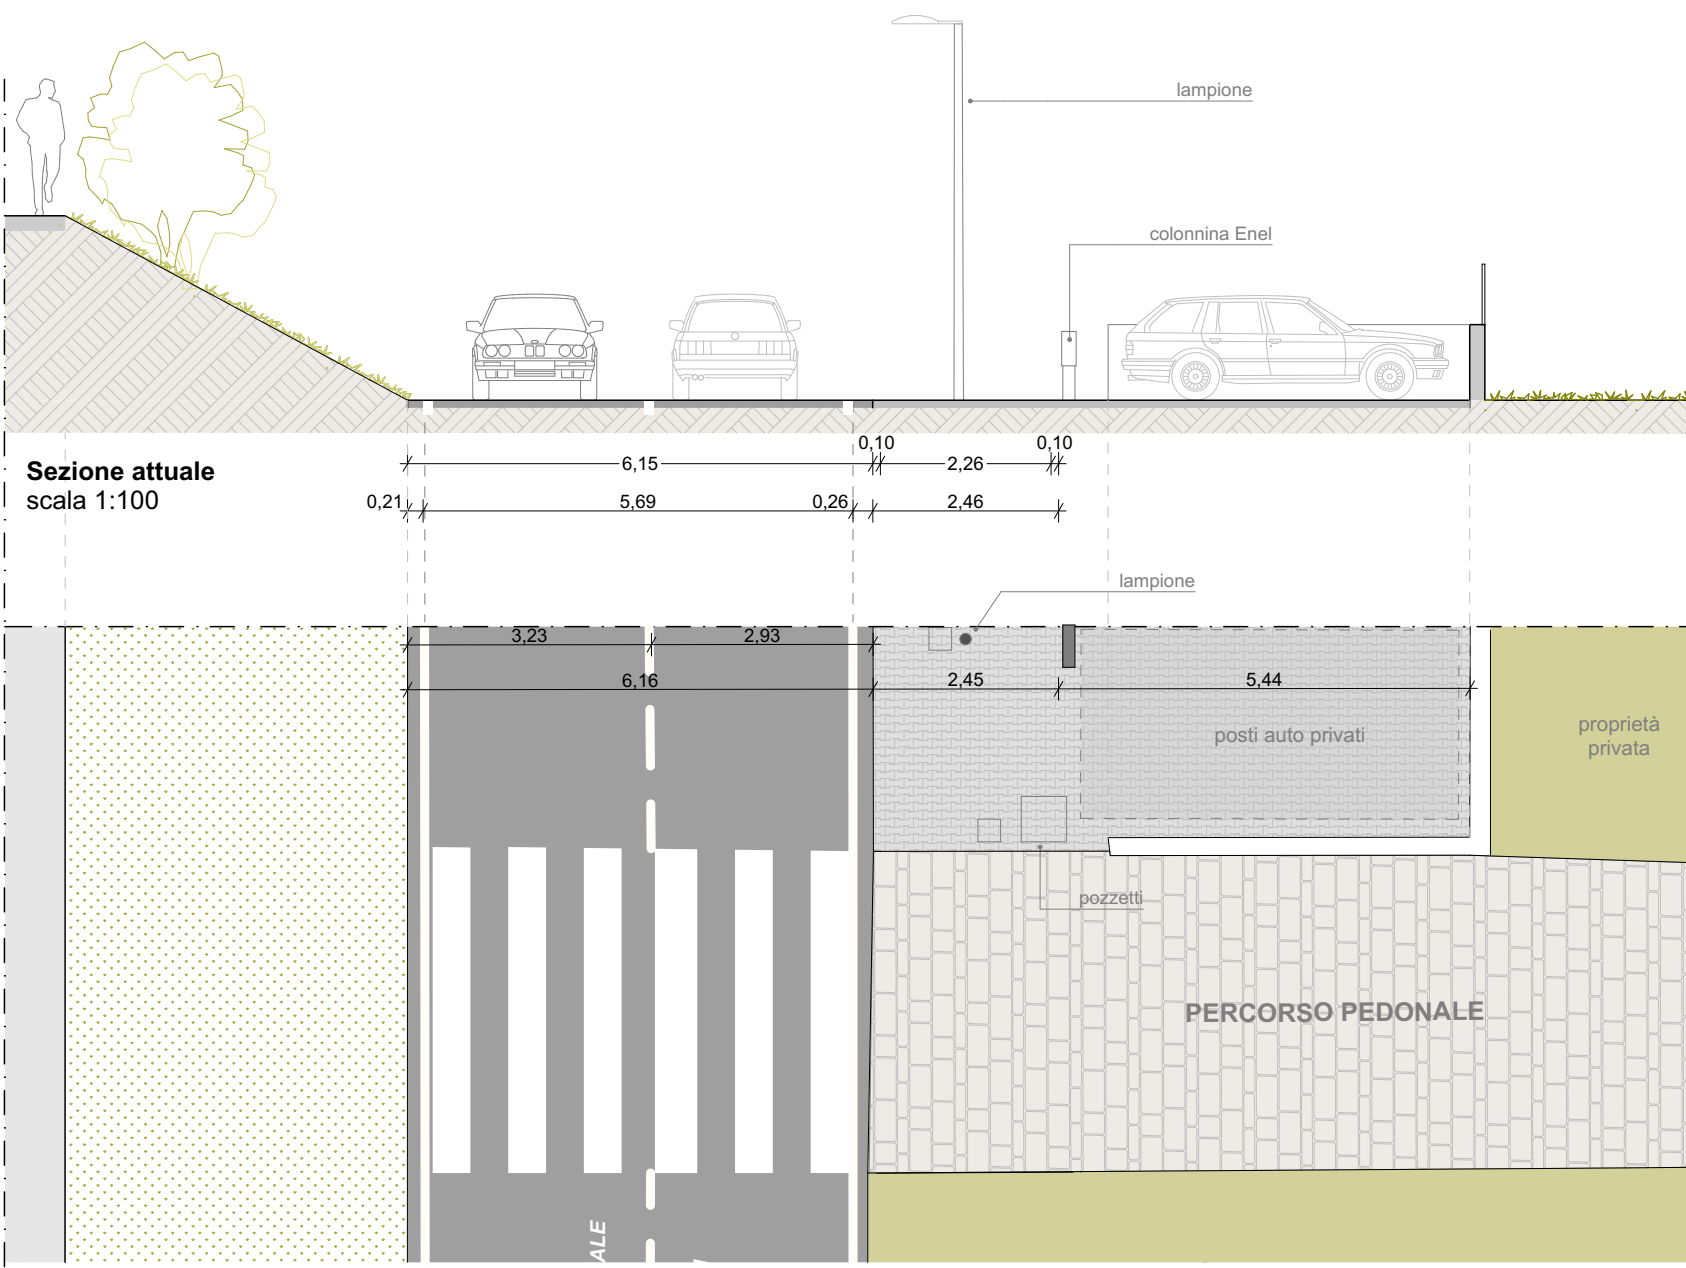 lampione
colonnina Enel
0,10
0,10
6,15
2,26
Sezione attuale
scala 1:100
0,21
5,69
0,26
2,46
lampione
3,23
2,93
6,16
2,45
5,44
posti auto privati
proprietà
privata
pozzetti
PERCORSO PEDONALE
ALE